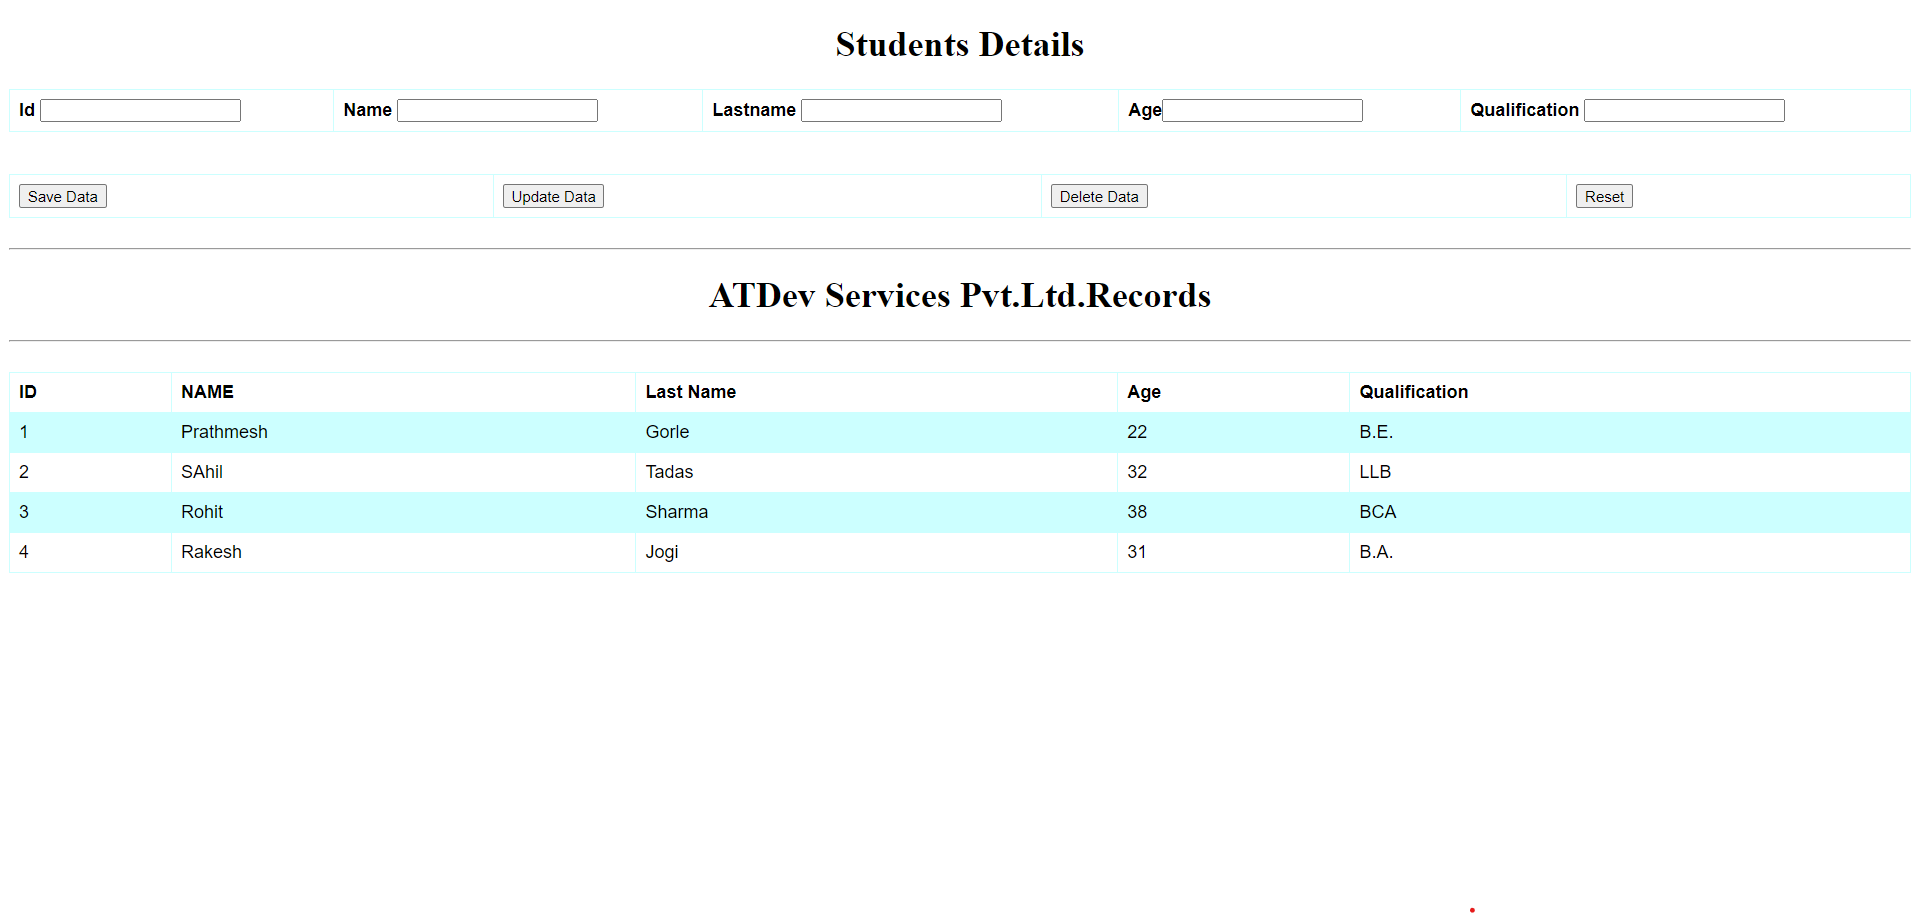 Students Details
Id Name Lastname Age Qualification
Save Data Update Data Delete Data Reset
ATDev Services Pvt.Ltd.Records
ID NAME Last Name Age Qualification
1 Prathmesh Gorle 22 B.E.
2 SAhil Tadas 32 LLB
3 Rohit Sharma 38 BCA
4 Rakesh Jogi 31 B.A.